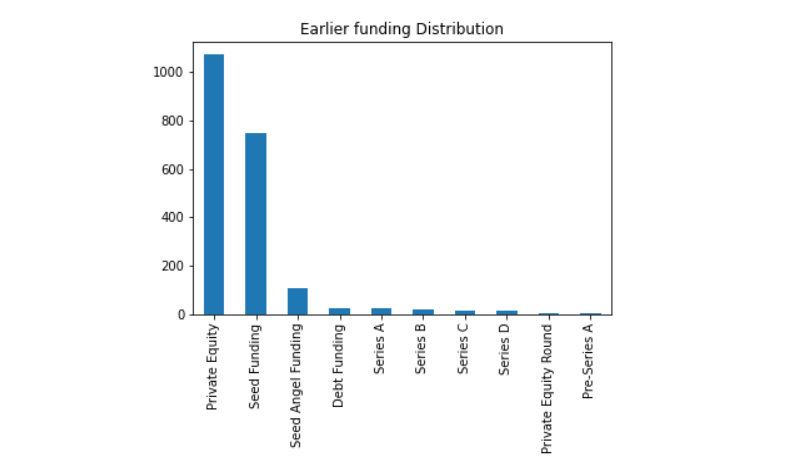 Earlier funding Distribution
1000
800
600
400
200
0
Private Equity
Seed Funding
Seed Angel Funding
Debt Funding
Series A
Series B
Series C
Series D
Private Equity Round
Pre-Series A